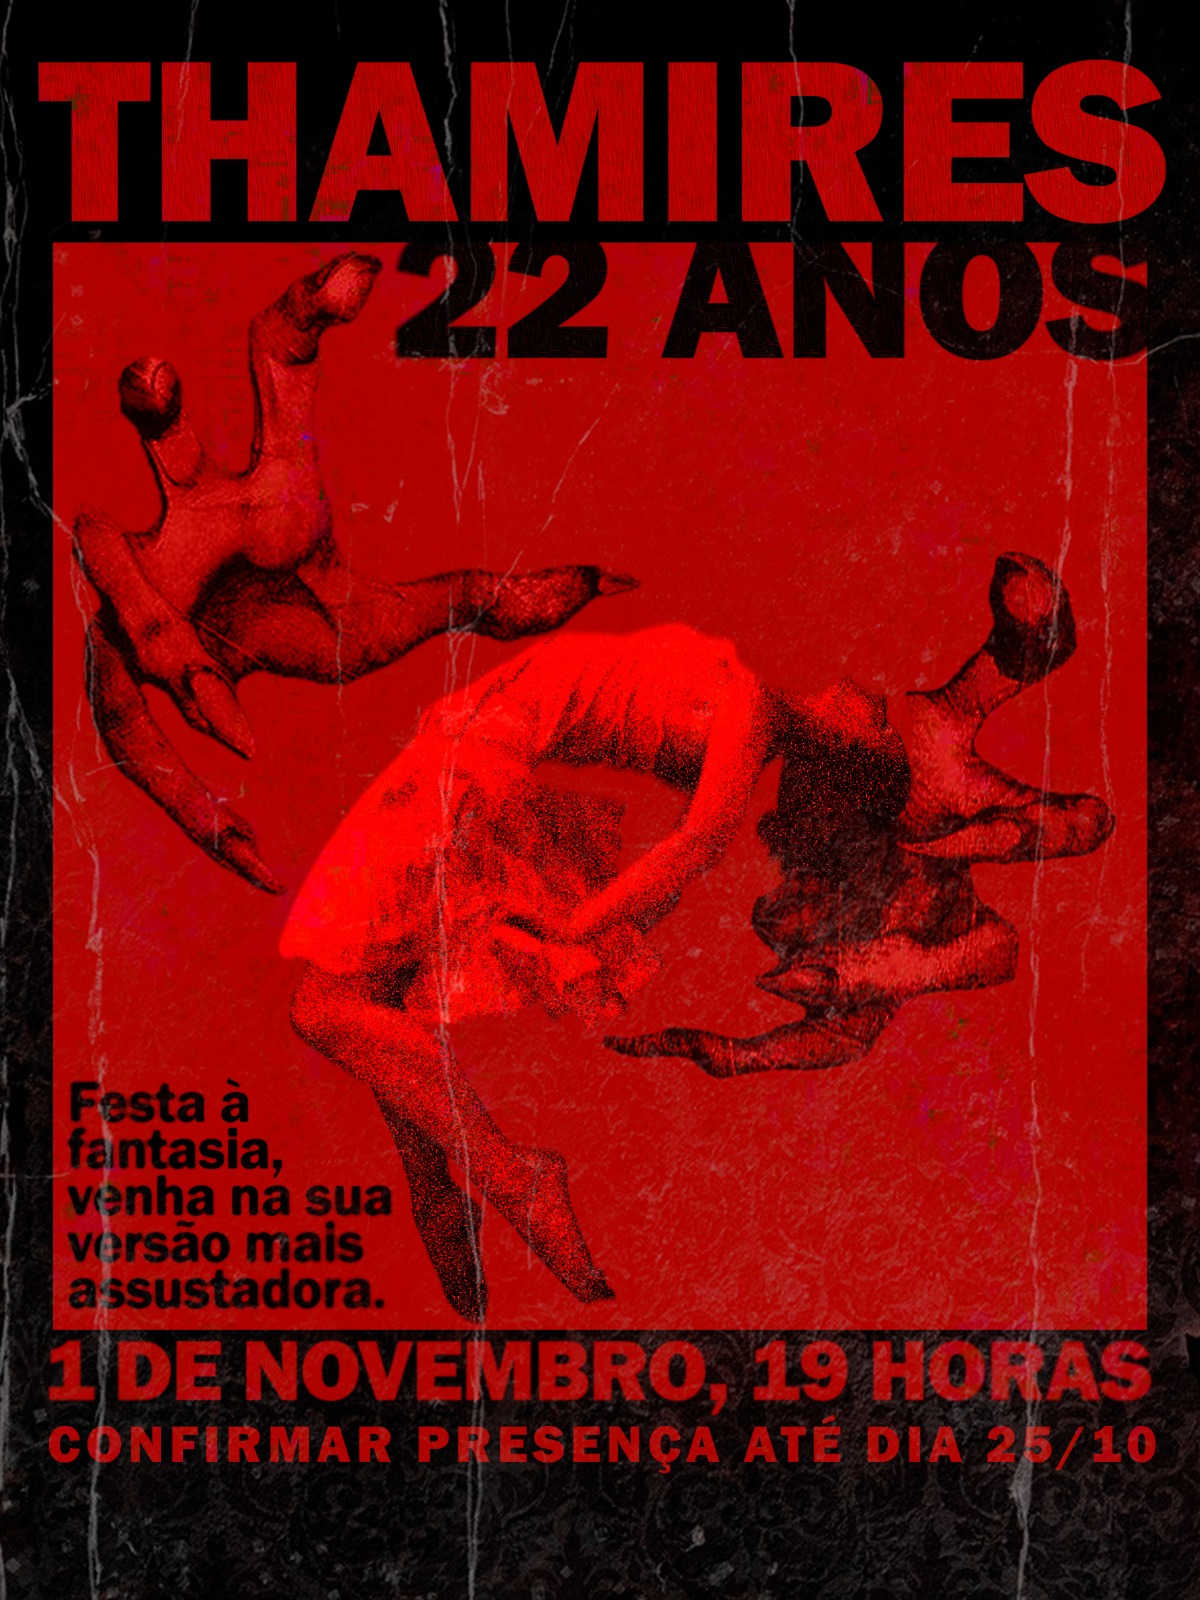 THAMIRES
22 ANOS
Festa à
fantasia,
venha na sua
versão mais
assustadora.
1 DE NOVEMBRO, 19 HORAS
CONFIRMAR PRESENÇA ATÉ DIA 25/10